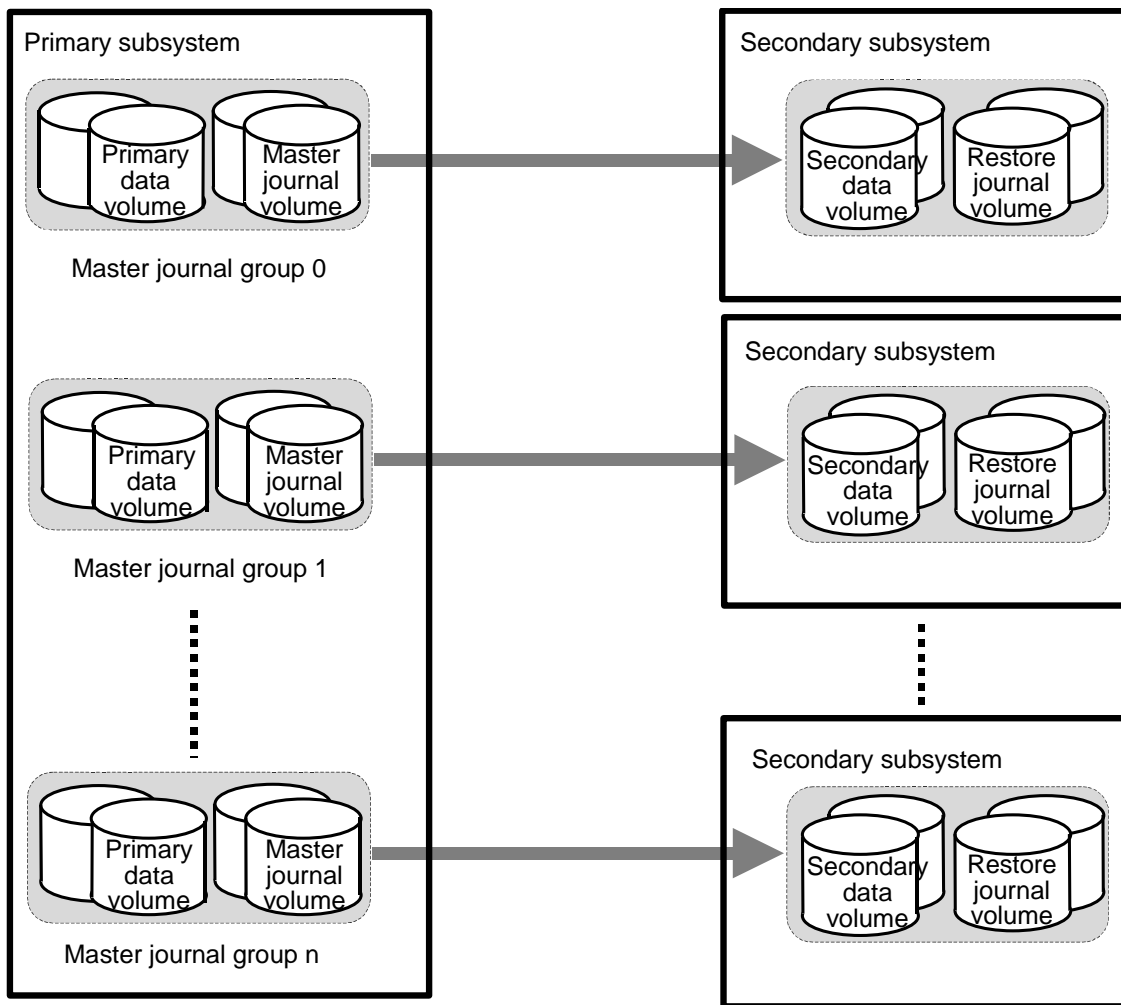 Primary subsystem
Primary
data
volume
Master
journal
volume
Master journal group 0
Primary
data
volume
Master
journal
volume
Master journal group 1
Primary
data
volume
Master
journal
volume
Master journal group n
Secondary subsystem
Secondary
data
volume
Restore
journal
volume
Secondary subsystem
Secondary
data
volume
Restore
journal
volume
Secondary subsystem
Secondary
data
volume
Restore
journal
volume